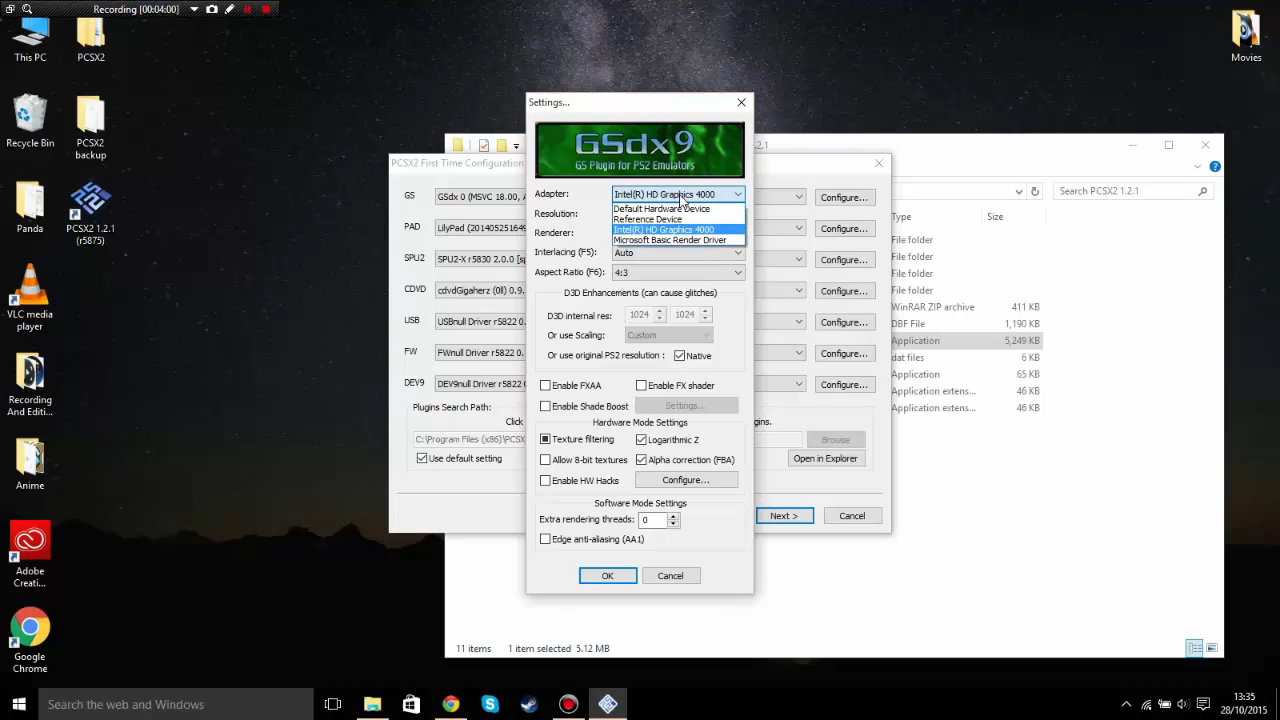 Recording [00:04:00]
This PC
PCSX2
Movies
Recycle Bin
PCSX2
backup
Panda
PCSX2 1.2.1
(r5875)
VLC media
player
Recording
And Editi...
Anime
Adobe
Creati...
Google
Chrome
.2.1
Search PCSX2 1.2.1
Type
Size
File folder
File folder
File folder
File folder
WinRAR ZIP archive
411 KB
DBF File
1,190 KB
Application
5,249 KB
dat files
6 KB
Application
65 KB
Application extens...
46 KB
Application extens...
46 KB
11 items
1 item selected 5.12 MB
PCSX2 First Time Configuration
GS
GSdx 0 (MSVC 18.00,
Configure...
PAD
LilyPad (2014052516
Configure...
SPU2
SPU2-X r5830 2.0.0 [s
Configure...
CDVD
cdvdGigaherz (0ll) 0.9.
Configure...
USB
USBnull Driver r5822 0.
Configure...
FW
FWnull Driver r5822 0.
Configure...
DEV9
DEV9null Driver r5822
Configure...
Plugins Search Path:
Click
gins.
C:\Program Files (x86)\PCSX
Browse
Use default setting
Open in Explorer
Next >
Cancel
Settings...
GSdx9
GS Plugin for PS2 Emulators
Adapter:
Intel(R) HD Graphics 4000
Default Hardware Device
Reference Device
Intel(R) HD Graphics 4000
Microsoft Basic Render Driver
Resolution:
Renderer:
Interlacing (F5):
Auto
Aspect Ratio (F6):
4:3
D3D Enhancements (can cause glitches)
D3D internal res:
1024
1024
Or use Scaling:
Custom
Or use original PS2 resolution :
Native
Enable FXAA
Enable FX shader
Enable Shade Boost
Settings...
Hardware Mode Settings
Texture filtering
Logarithmic Z
Allow 8-bit textures
Alpha correction (FBA)
Enable HW Hacks
Configure...
Software Mode Settings
Extra rendering threads:
0
Edge anti-aliasing (AA1)
OK
Cancel
Search the web and Windows
13:35
28/10/2015